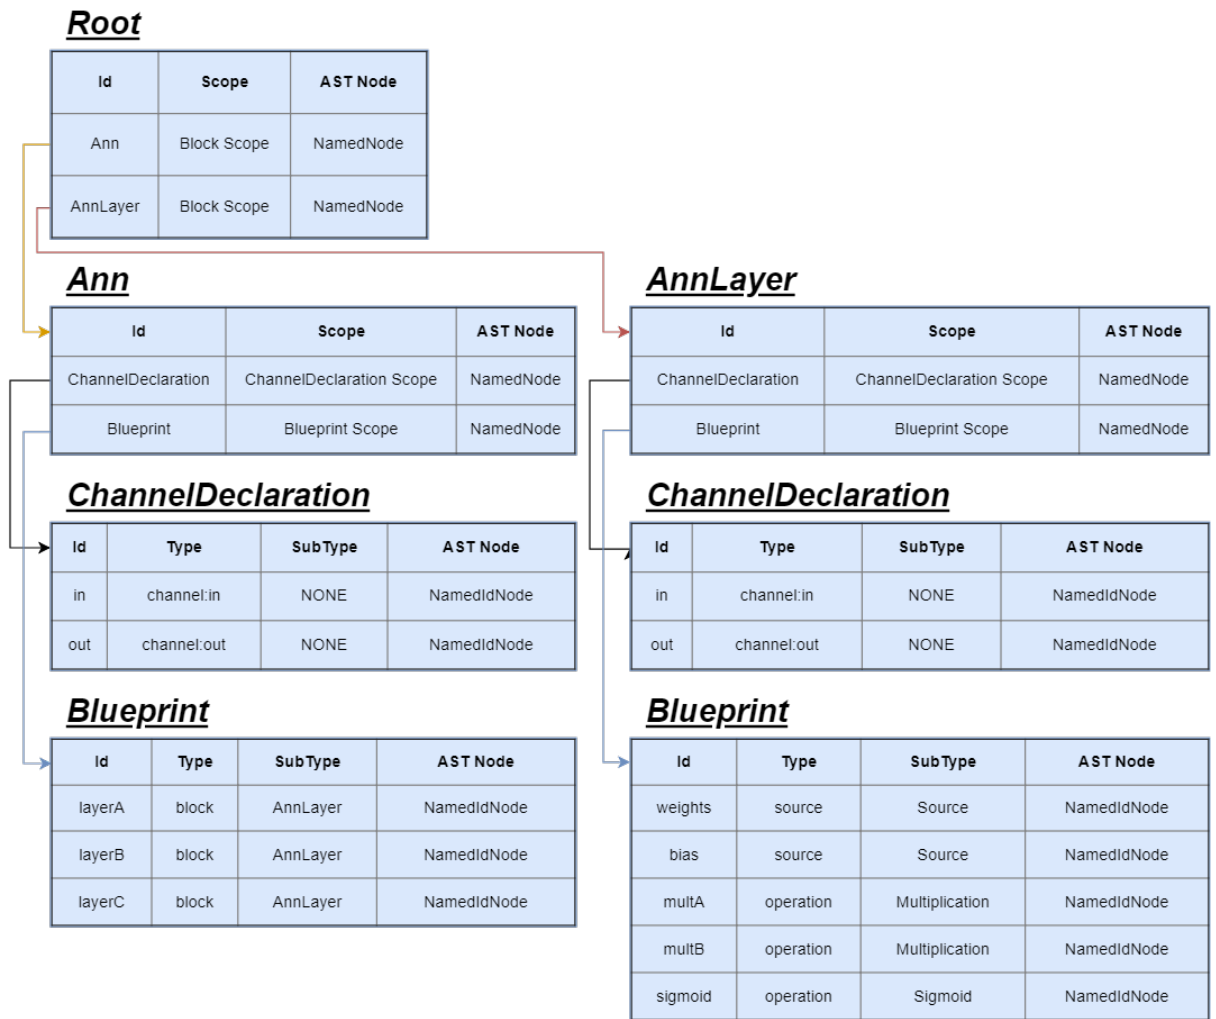 Root
Id Scope AST Node
Ann Block Scope NamedNode
AnnLayer Block Scope NamedNode
Ann
Id Scope AST Node
ChannelDeclaration ChannelDeclaration Scope NamedNode
Blueprint Blueprint Scope NamedNode
AnnLayer
Id Scope AST Node
ChannelDeclaration ChannelDeclaration Scope NamedNode
Blueprint Blueprint Scope NamedNode
ChannelDeclaration
Id Type SubType AST Node
in channel:in NONE NamedIdNode
out channel:out NONE NamedIdNode
ChannelDeclaration
Id Type SubType AST Node
in channel:in NONE NamedIdNode
out channel:out NONE NamedIdNode
Blueprint
Id Type SubType AST Node
layerA block AnnLayer NamedIdNode
layerB block AnnLayer NamedIdNode
layerC block AnnLayer NamedIdNode
Blueprint
Id Type SubType AST Node
weights source Source NamedIdNode
bias source Source NamedIdNode
multA operation Multiplication NamedIdNode
multB operation Multiplication NamedIdNode
sigmoid operation Sigmoid NamedIdNode